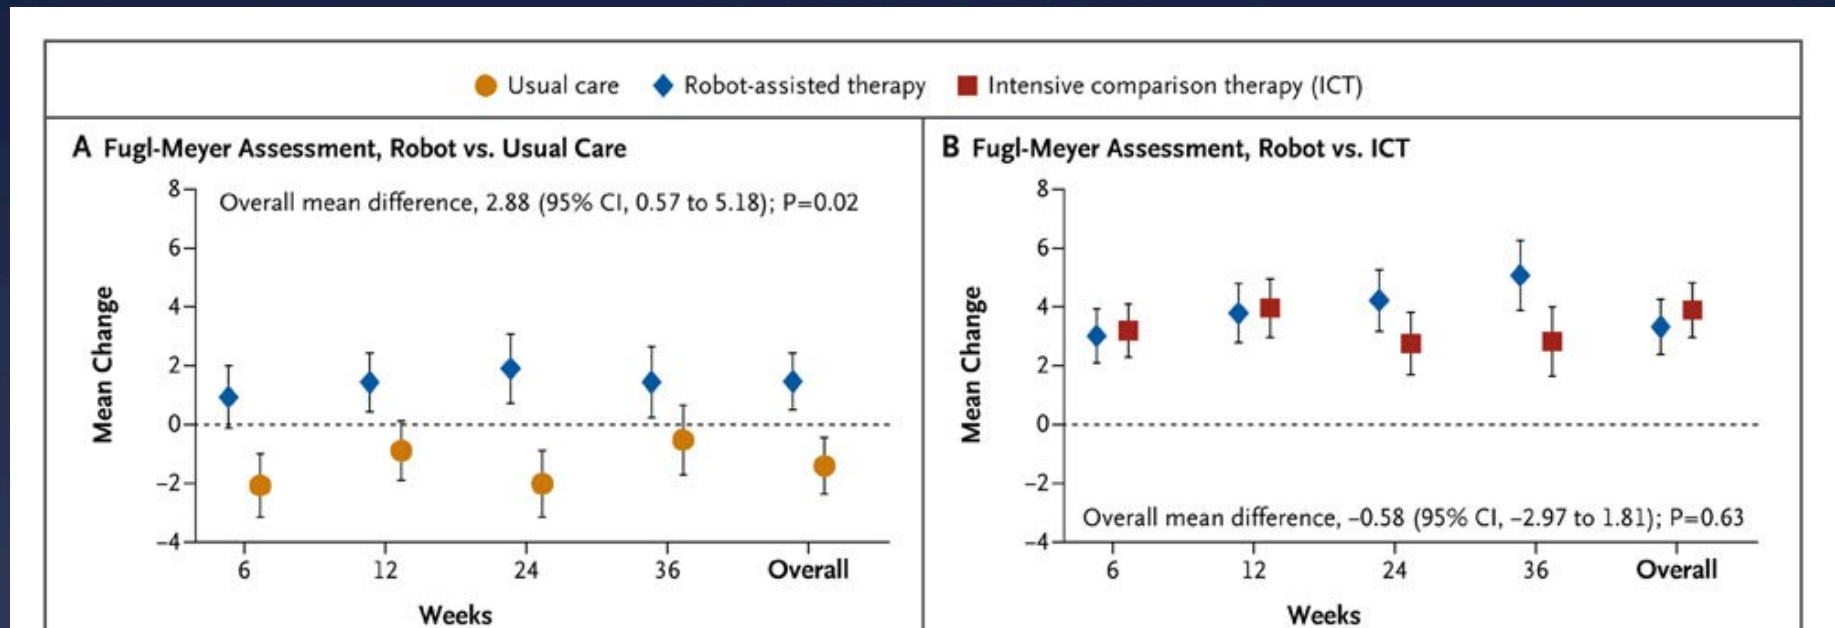 Usual care Robot-assisted therapy Intensive comparison therapy (ICT)
A Fugl-Meyer Assessment, Robot vs. Usual Care
Overall mean difference, 2.88 (95% CI, 0.57 to 5.18); P=0.02
Mean Change
8
6
4
2
0
−2
−4
6 12 24 36 Overall
Weeks
B Fugl-Meyer Assessment, Robot vs. ICT
Mean Change
8
6
4
2
0
−2
−4
Overall mean difference, −0.58 (95% CI, −2.97 to 1.81); P=0.63
6 12 24 36 Overall
Weeks